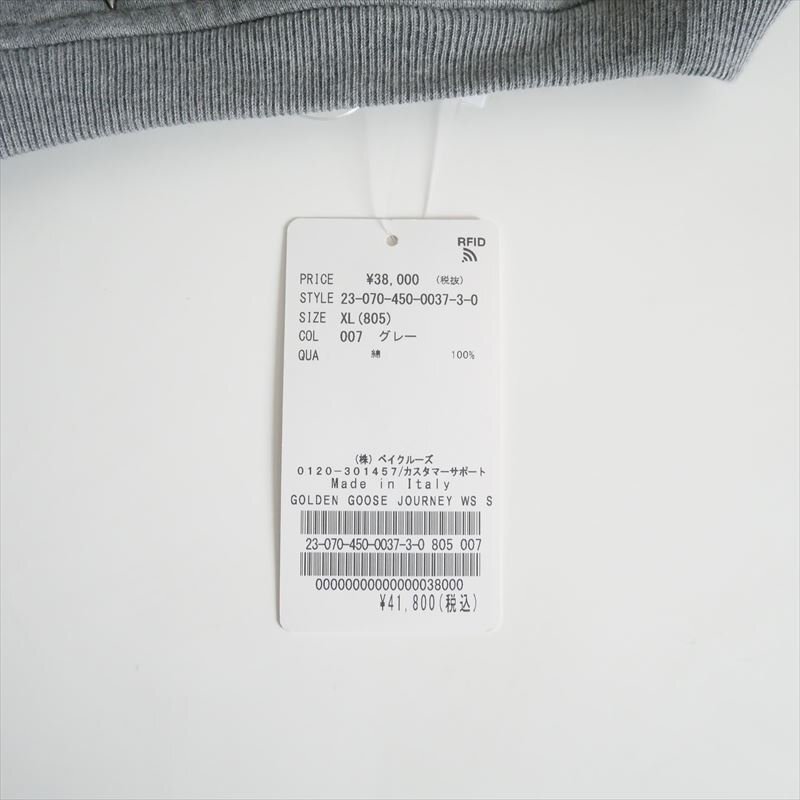 RFID
PRICE ¥38,000 (税抜)
STYLE 23-070-450-0037-3-0
SIZE XL(805)
COL 007 グレー
QUA 綿 100%
(株) ベイクルーズ
0120-301457/カスタマーサポート
Made in Italy
GOLDEN GOOSE JOURNEY WS S
23-070-450-0037-3-0 805 007
00000000000000038000
¥41,800(税込)